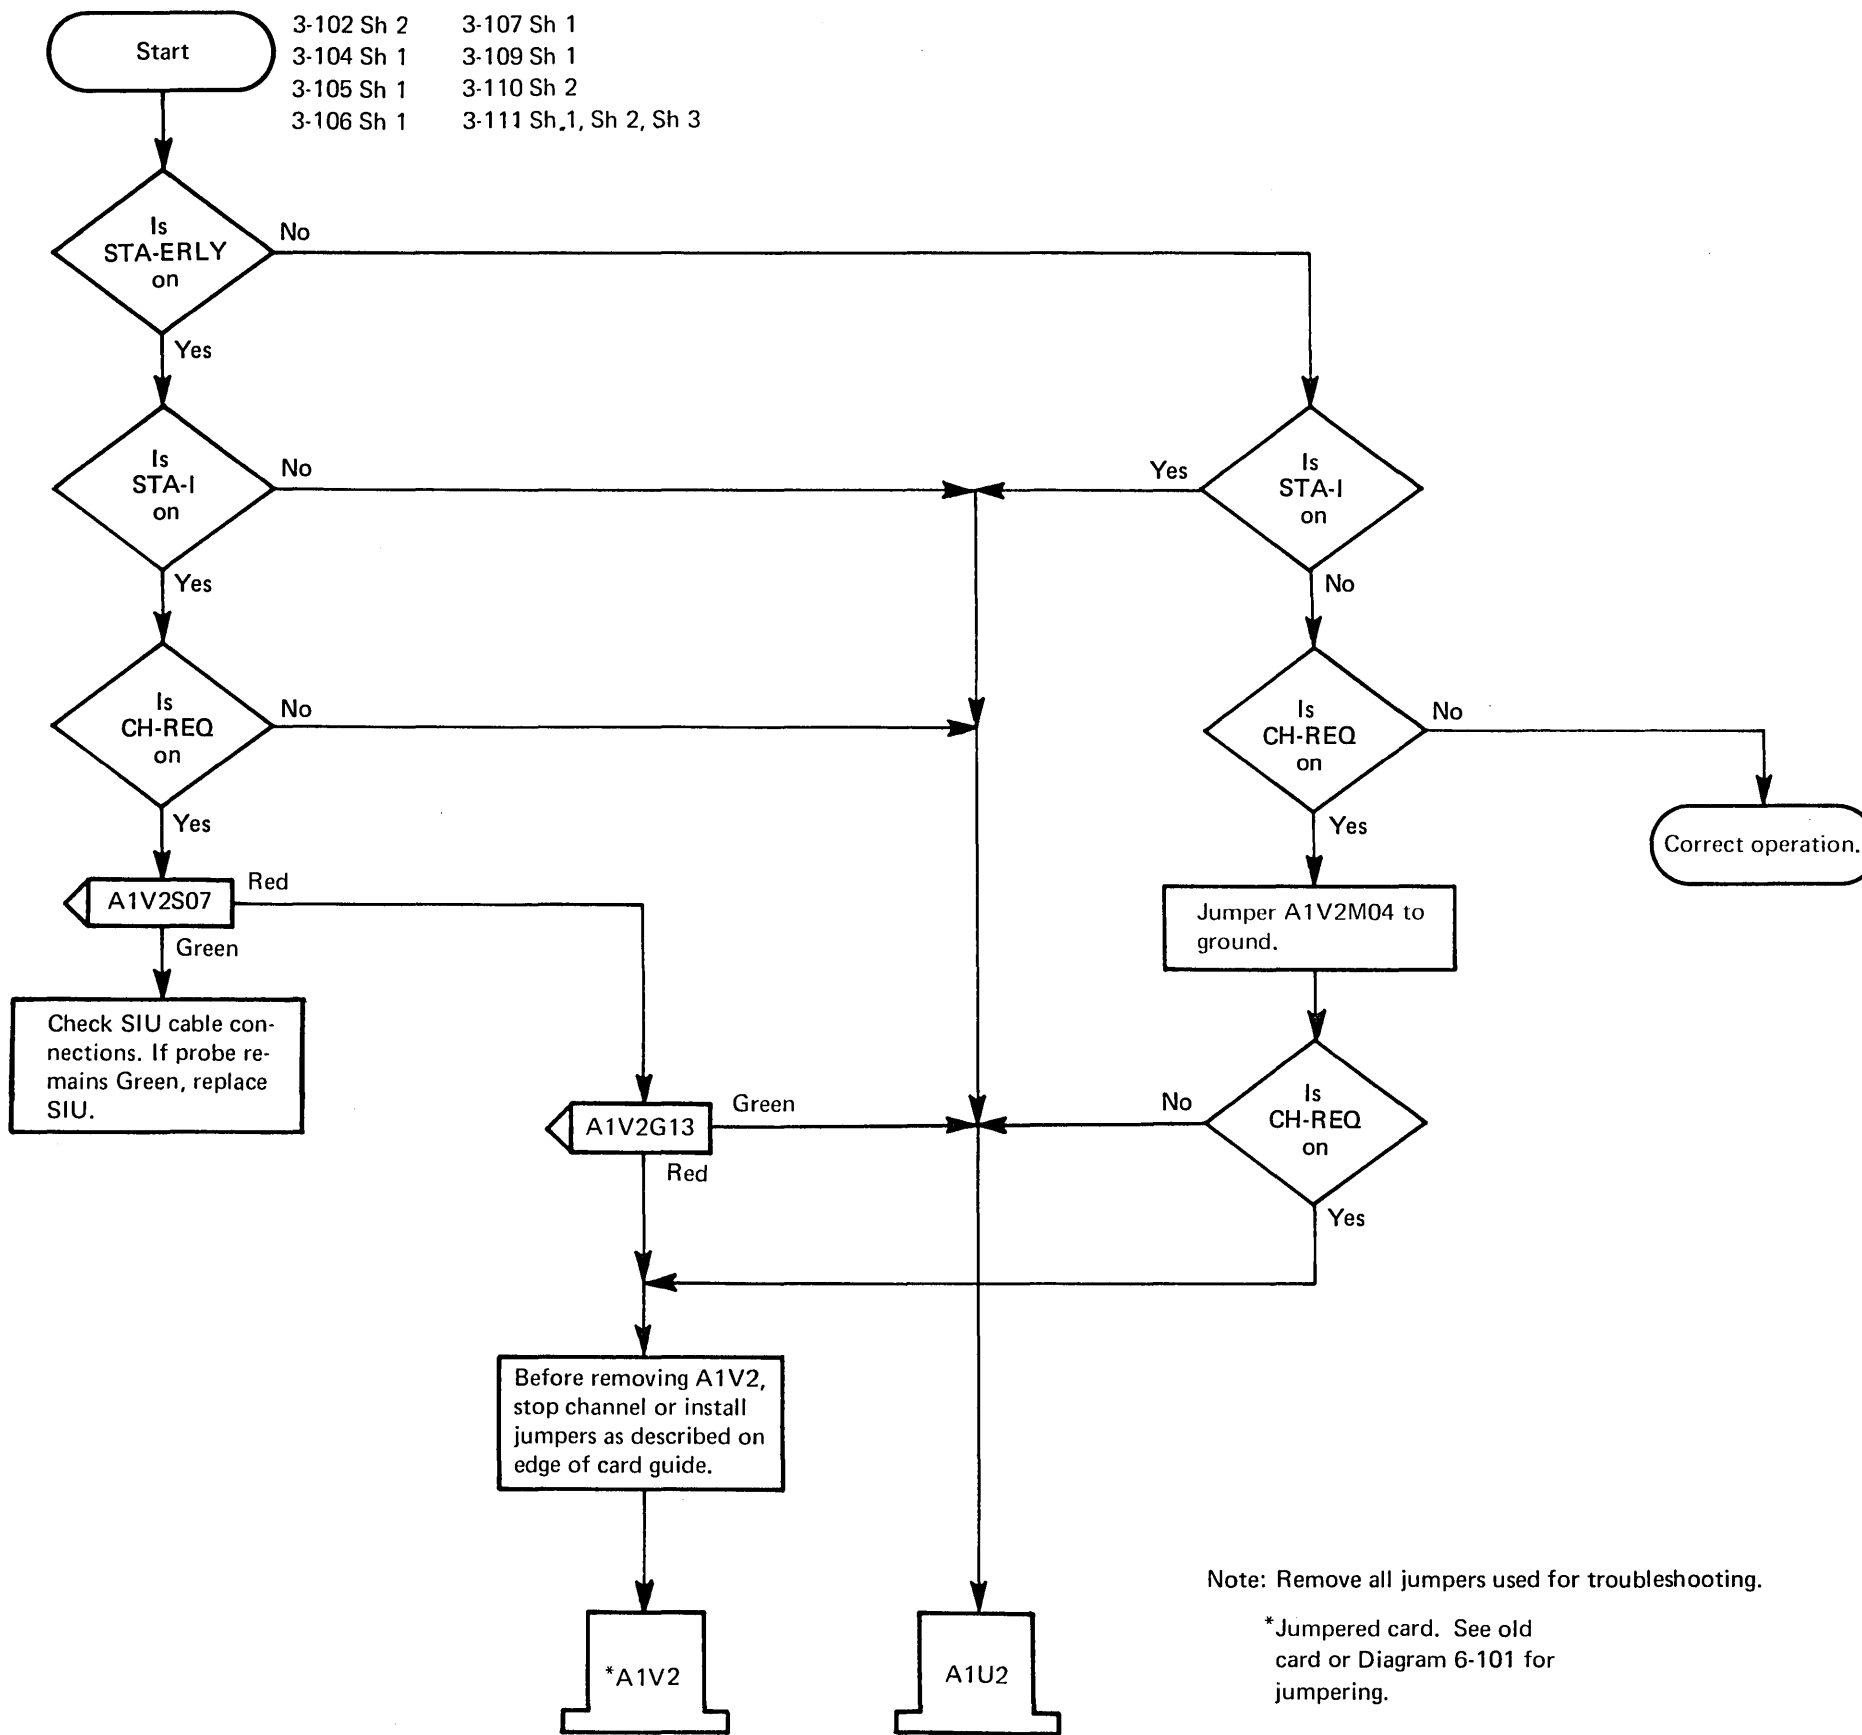 Start
3-102 Sh 2 3-107 Sh 1
3-104 Sh 1 3-109 Sh 1
3-105 Sh 1 3-110 Sh 2
3-106 Sh 1 3-111 Sh.1, Sh 2, Sh 3
Is
STA-ERLY
on
No
Yes
Is
STA-I
on
No
Yes
Is
STA-I
on
Yes
No
Is
CH-REQ
on
No
Yes
Is
CH-REQ
on
No
Yes
Correct operation.
A1V2S07
Red
Green
Jumper A1V2M04 to
ground.
Check SIU cable con-
nections. If probe re-
mains Green, replace
SIU.
A1V2G13
Green
Red
No
Is
CH-REQ
on
Yes
Before removing A1V2,
stop channel or install
jumpers as described on
edge of card guide.
*A1V2
A1U2
Note: Remove all jumpers used for troubleshooting.
*Jumpered card. See old
card or Diagram 6-101 for
jumpering.